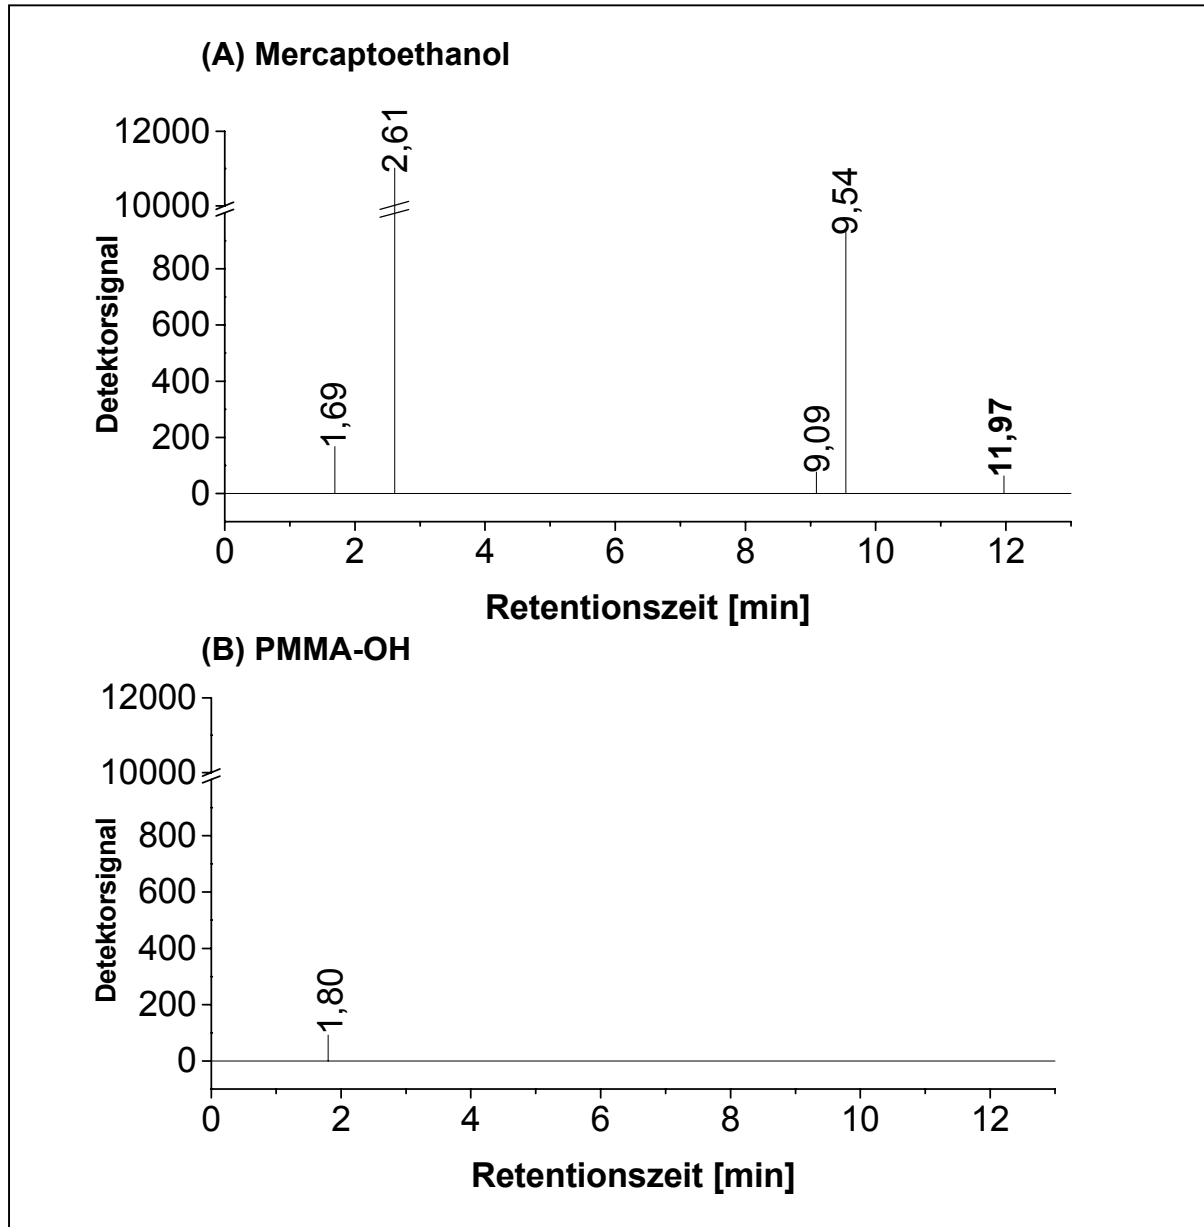 (A) Mercaptoethanol
12000
10000
800
600
400
200
0
Detektorsignal
1,69
2,61
9,09
9,54
11,97
0 2 4 6 8 10 12
Retentionszeit [min]
(B) PMMA-OH
12000
10000
800
600
400
200
0
Detektorsignal
1,80
0 2 4 6 8 10 12
Retentionszeit [min]